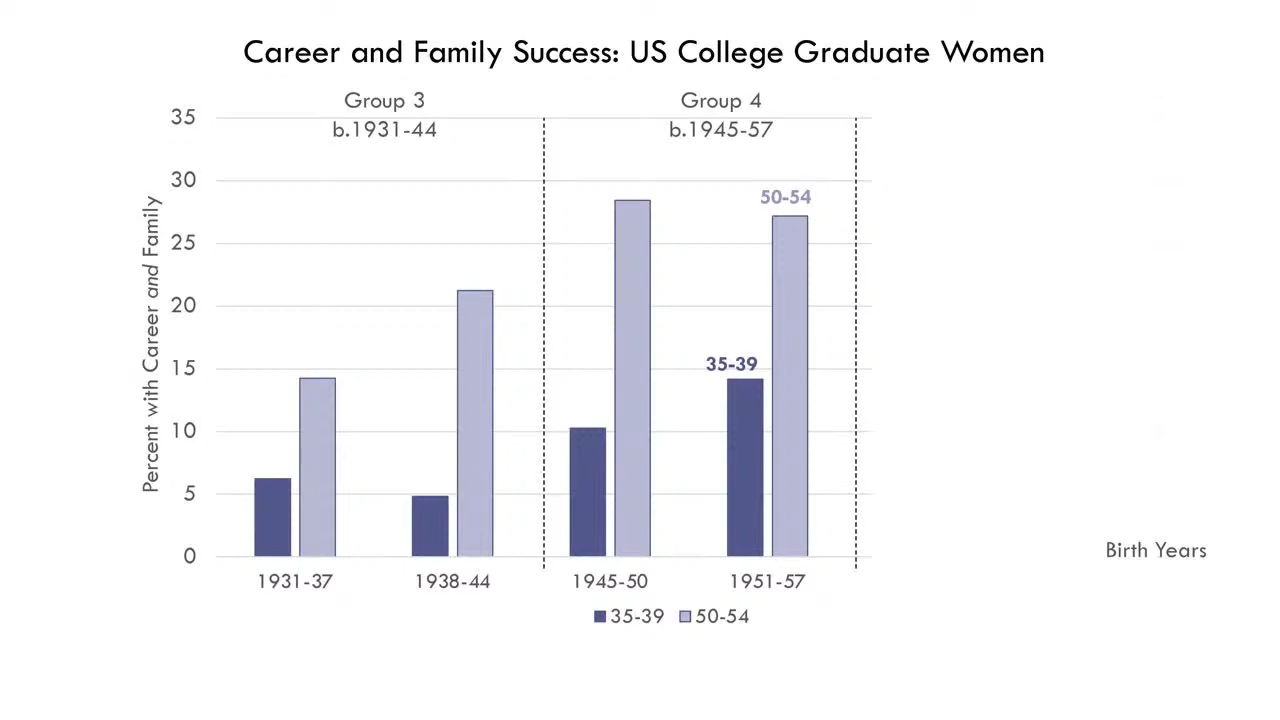 Career and Family Success: US College Graduate Women
Group 3
b.1931-44
Group 4
b.1945-57
35
30
25
20
15
10
5
0
Percent with Career and Family
50-54
35-39
1931-37
1938-44
1945-50
1951-57
Birth Years
35-39
50-54